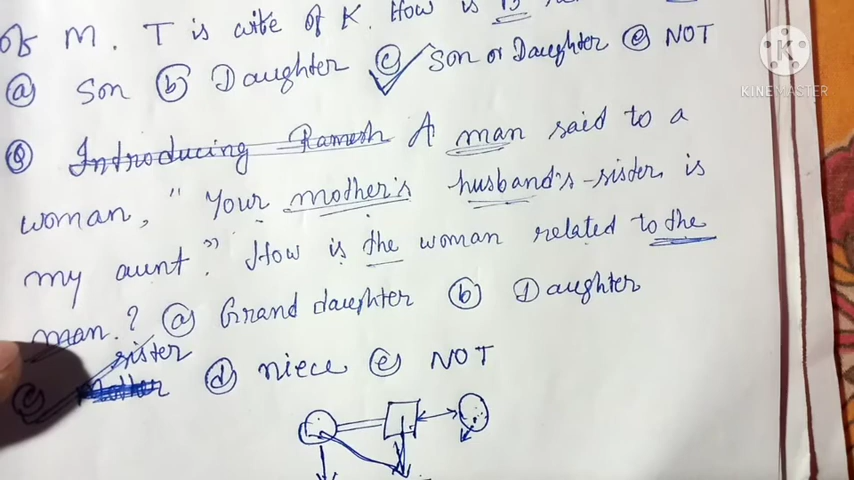 of M. T is wife of K. How is
(a) Son (b) Daughter (c) Son or Daughter (e) NOT
(Q) Introducing Ramesh A man said to a
woman, " Your mother's husband's sister is
my aunt". How is the woman related to the
man.? (a) Grand daughter (b) Daughter
(c) sister (d) niece (e) NOT
Mother
K
KINEMASTER